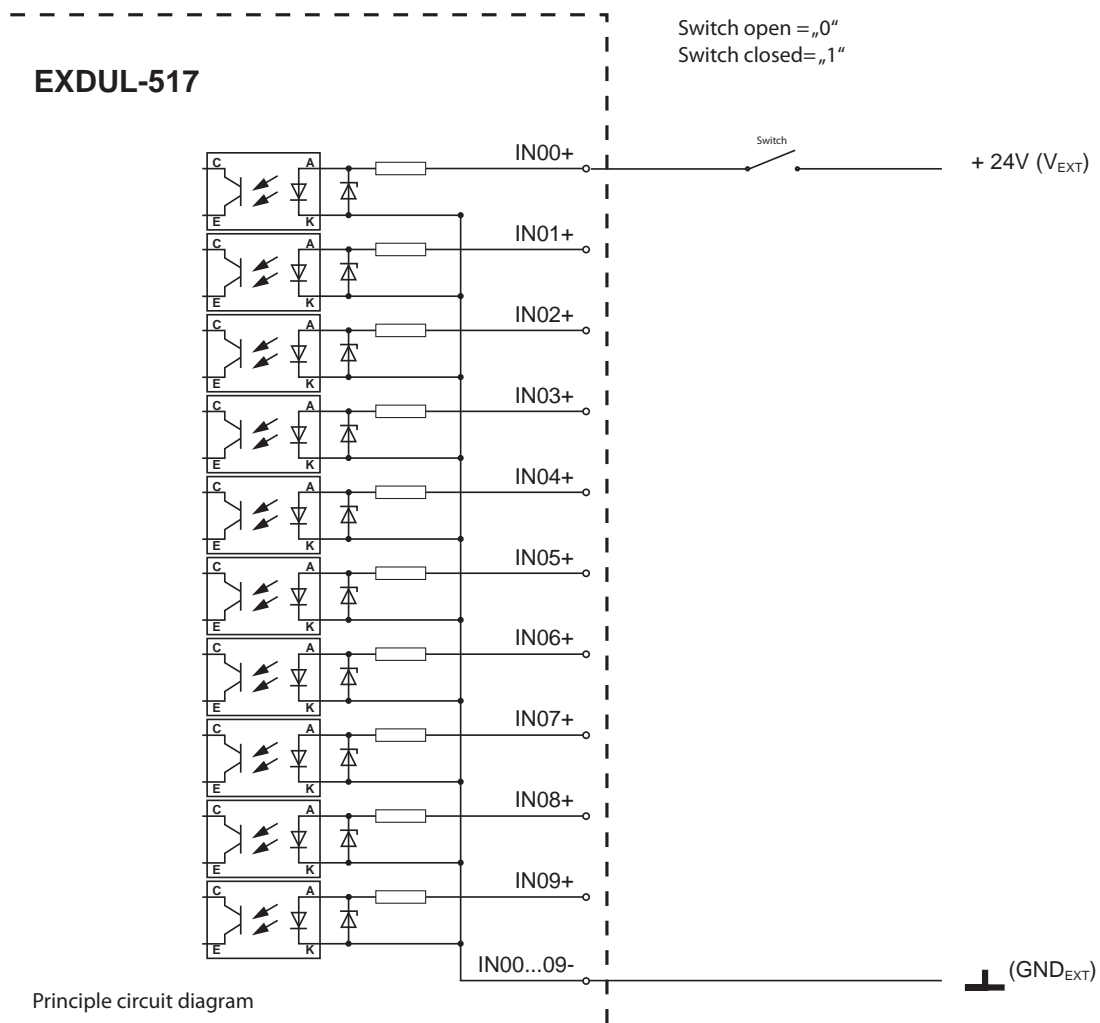 Switch open =„0“
Switch closed=„1“
EXDUL-517
Switch
+ 24V (VEXT)
C A
E K
IN00+
C A
E K
IN01+
C A
E K
IN02+
C A
E K
IN03+
C A
E K
IN04+
C A
E K
IN05+
C A
E K
IN06+
C A
E K
IN07+
C A
E K
IN08+
C A
E K
IN09+
IN00...09-
(GNDEXT)
Principle circuit diagram